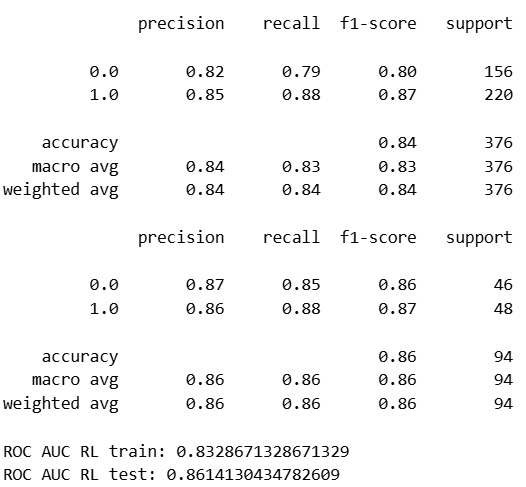 precision recall f1-score support
0.0 0.82 0.79 0.80 156
1.0 0.85 0.88 0.87 220
accuracy 0.84 376
macro avg 0.84 0.83 0.83 376
weighted avg 0.84 0.84 0.84 376
precision recall f1-score support
0.0 0.87 0.85 0.86 46
1.0 0.86 0.88 0.87 48
accuracy 0.86 94
macro avg 0.86 0.86 0.86 94
weighted avg 0.86 0.86 0.86 94
ROC AUC RL train: 0.8328671328671329
ROC AUC RL test: 0.8614130434782609